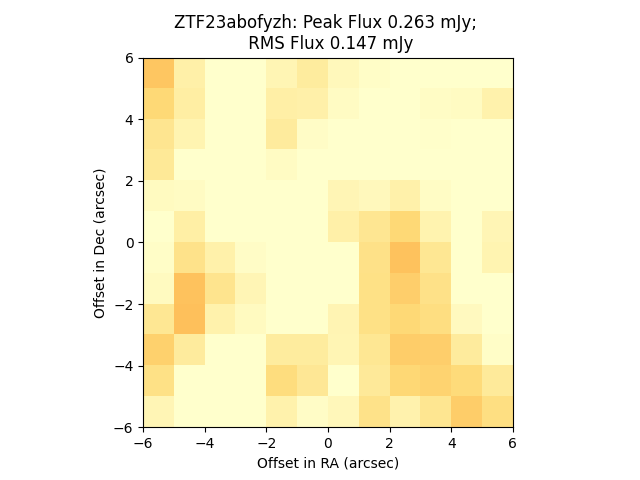 ZTF23abofyzh: Peak Flux 0.263 mJy;
RMS Flux 0.147 mJy
6
4
2
0
−2
−4
−6
Offset in Dec (arcsec)
−6 −4 −2 0 2 4 6
Offset in RA (arcsec)